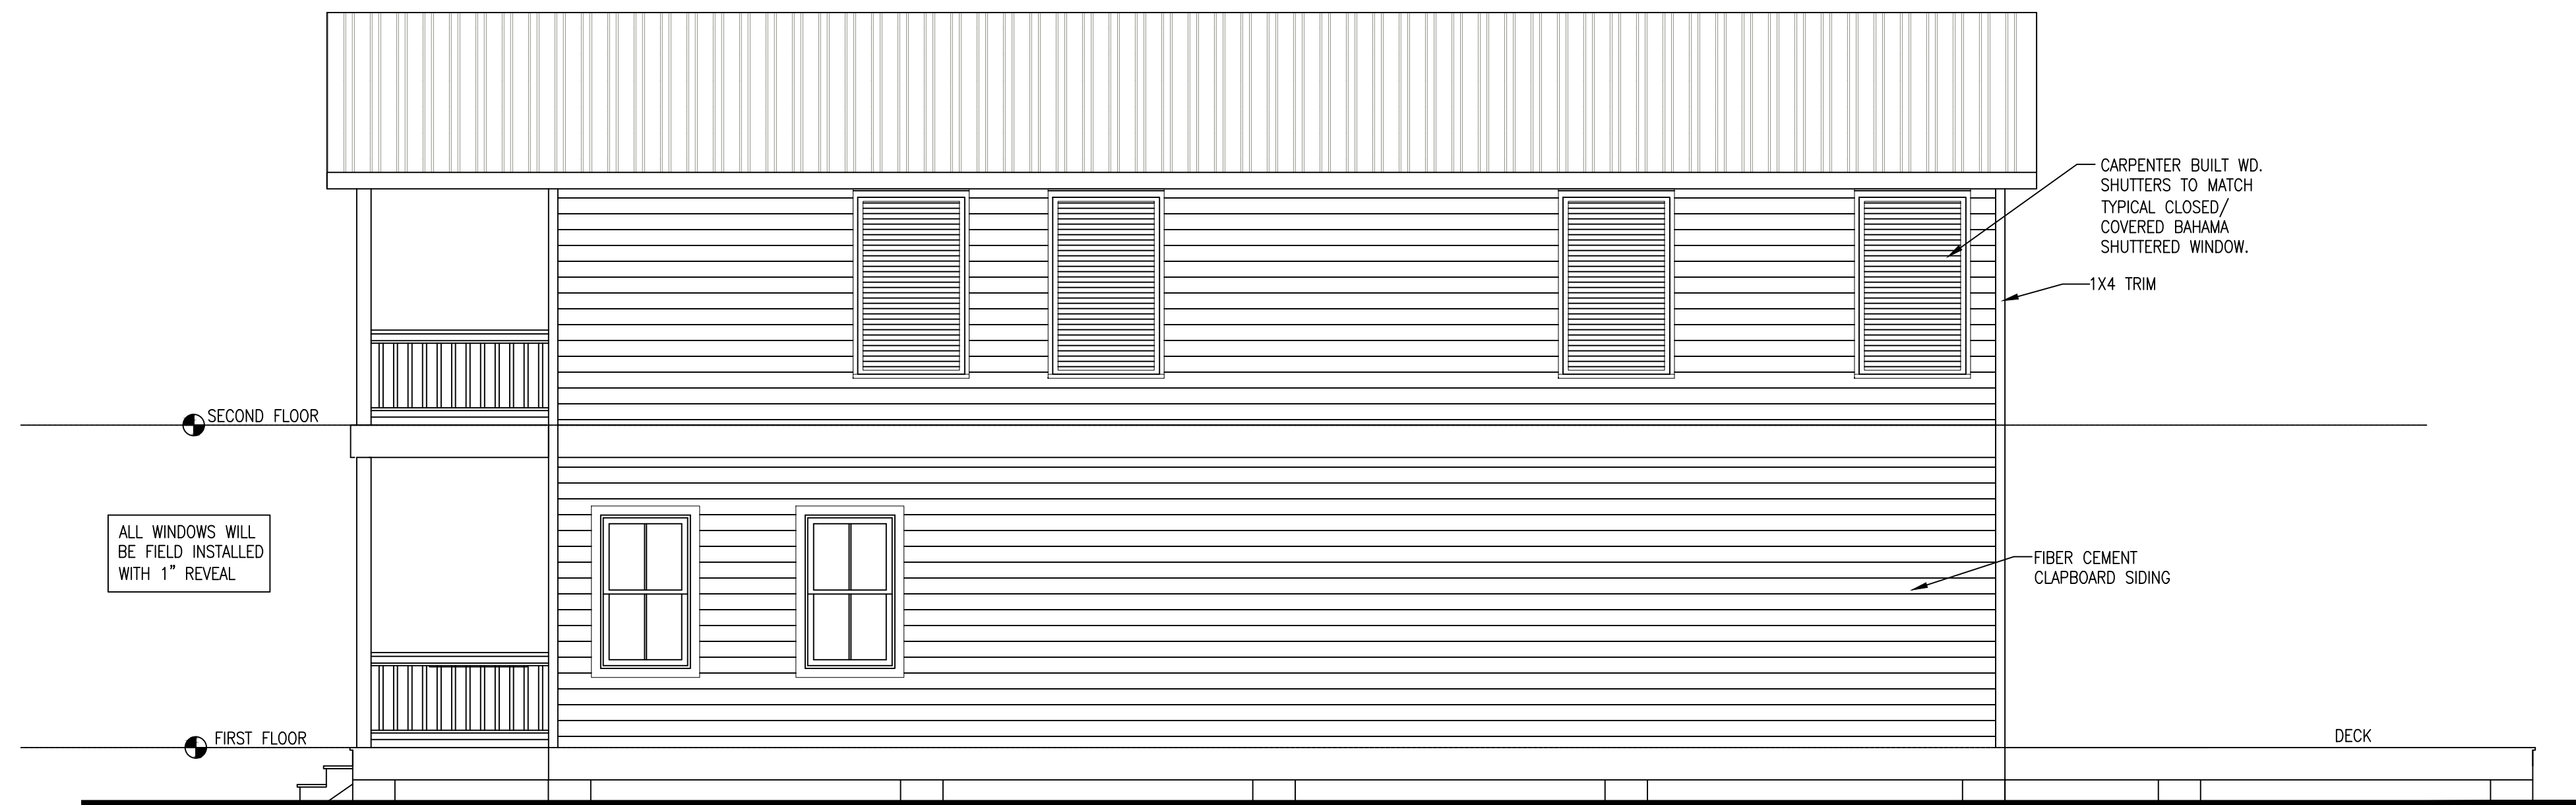 CARPENTER BUILT WD.
SHUTTERS TO MATCH
TYPICAL CLOSED/
COVERED BAHAMA
SHUTTERED WINDOW.
1X4 TRIM
SECOND FLOOR
ALL WINDOWS WILL
BE FIELD INSTALLED
WITH 1" REVEAL
FIBER CEMENT
CLAPBOARD SIDING
FIRST FLOOR
DECK